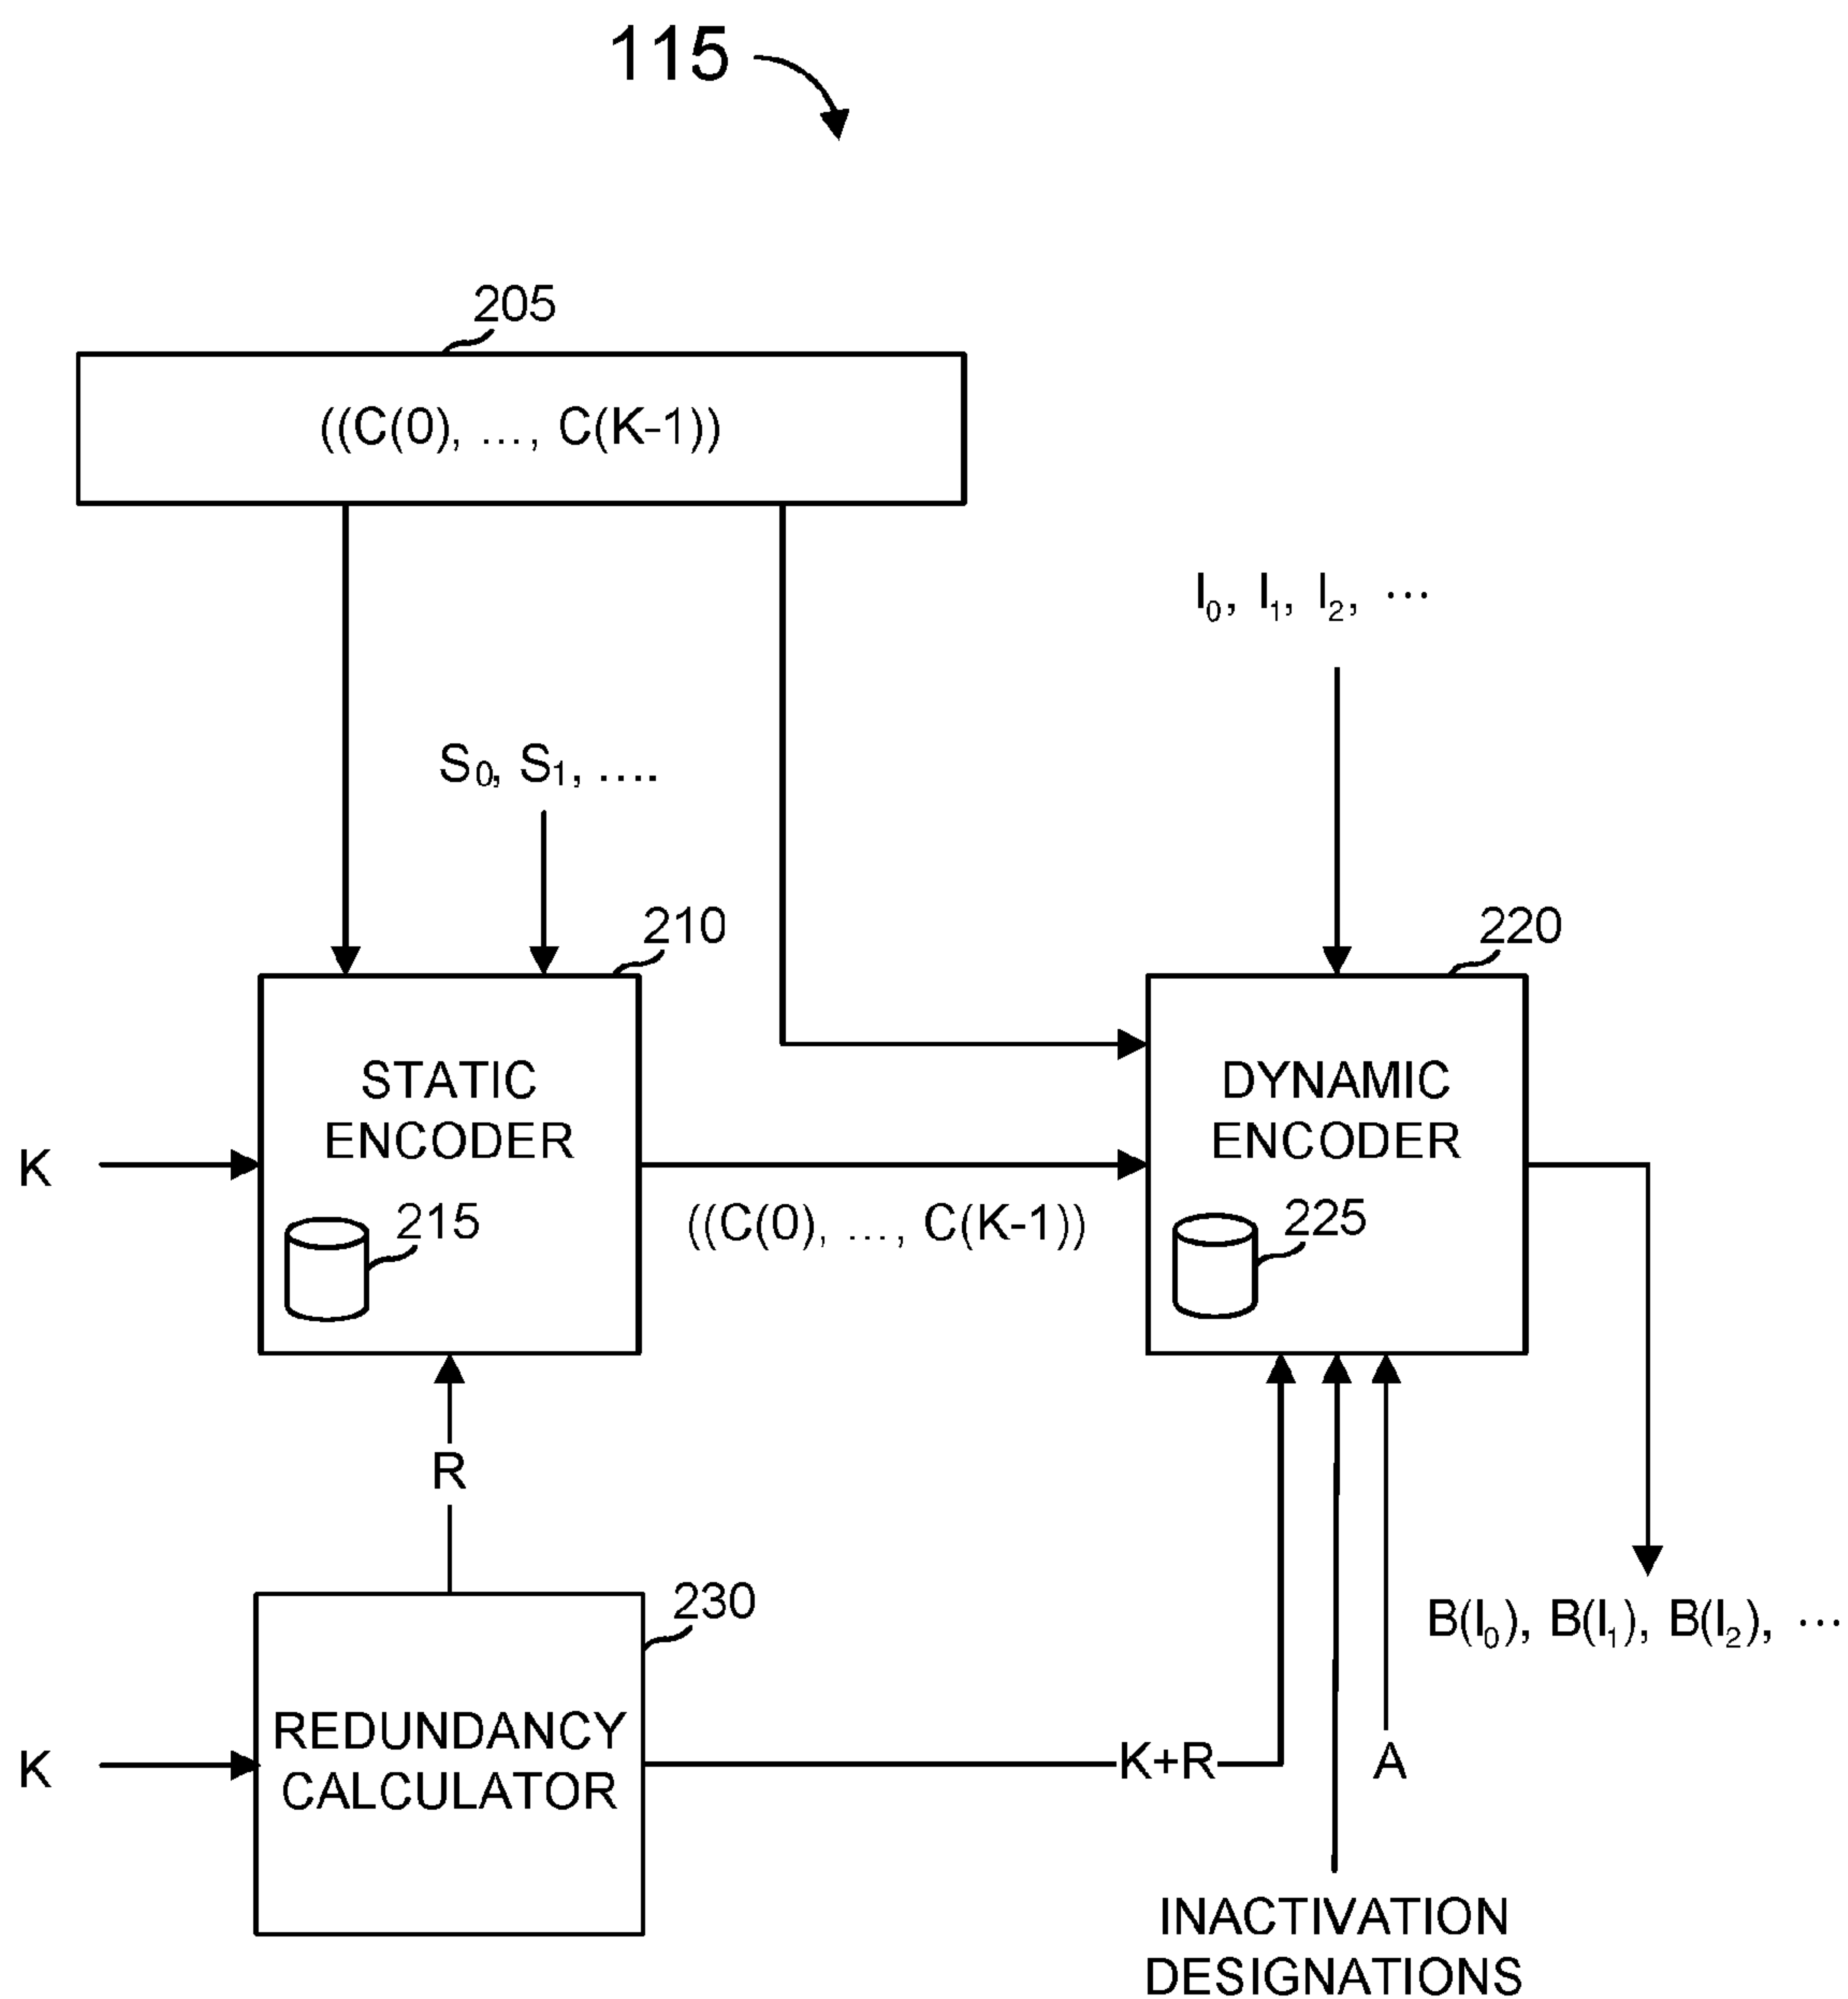 115
205
((C(0), ..., C(K-1))
I₀, I₁, I₂, ...
S₀, S₁, ....
210
220
STATIC
ENCODER
DYNAMIC
ENCODER
K
215
((C(0), ..., C(K-1))
225
R
230
B(I₀), B(I₁), B(I₂), ...
REDUNDANCY
CALCULATOR
K
K+R
A
INACTIVATION
DESIGNATIONS